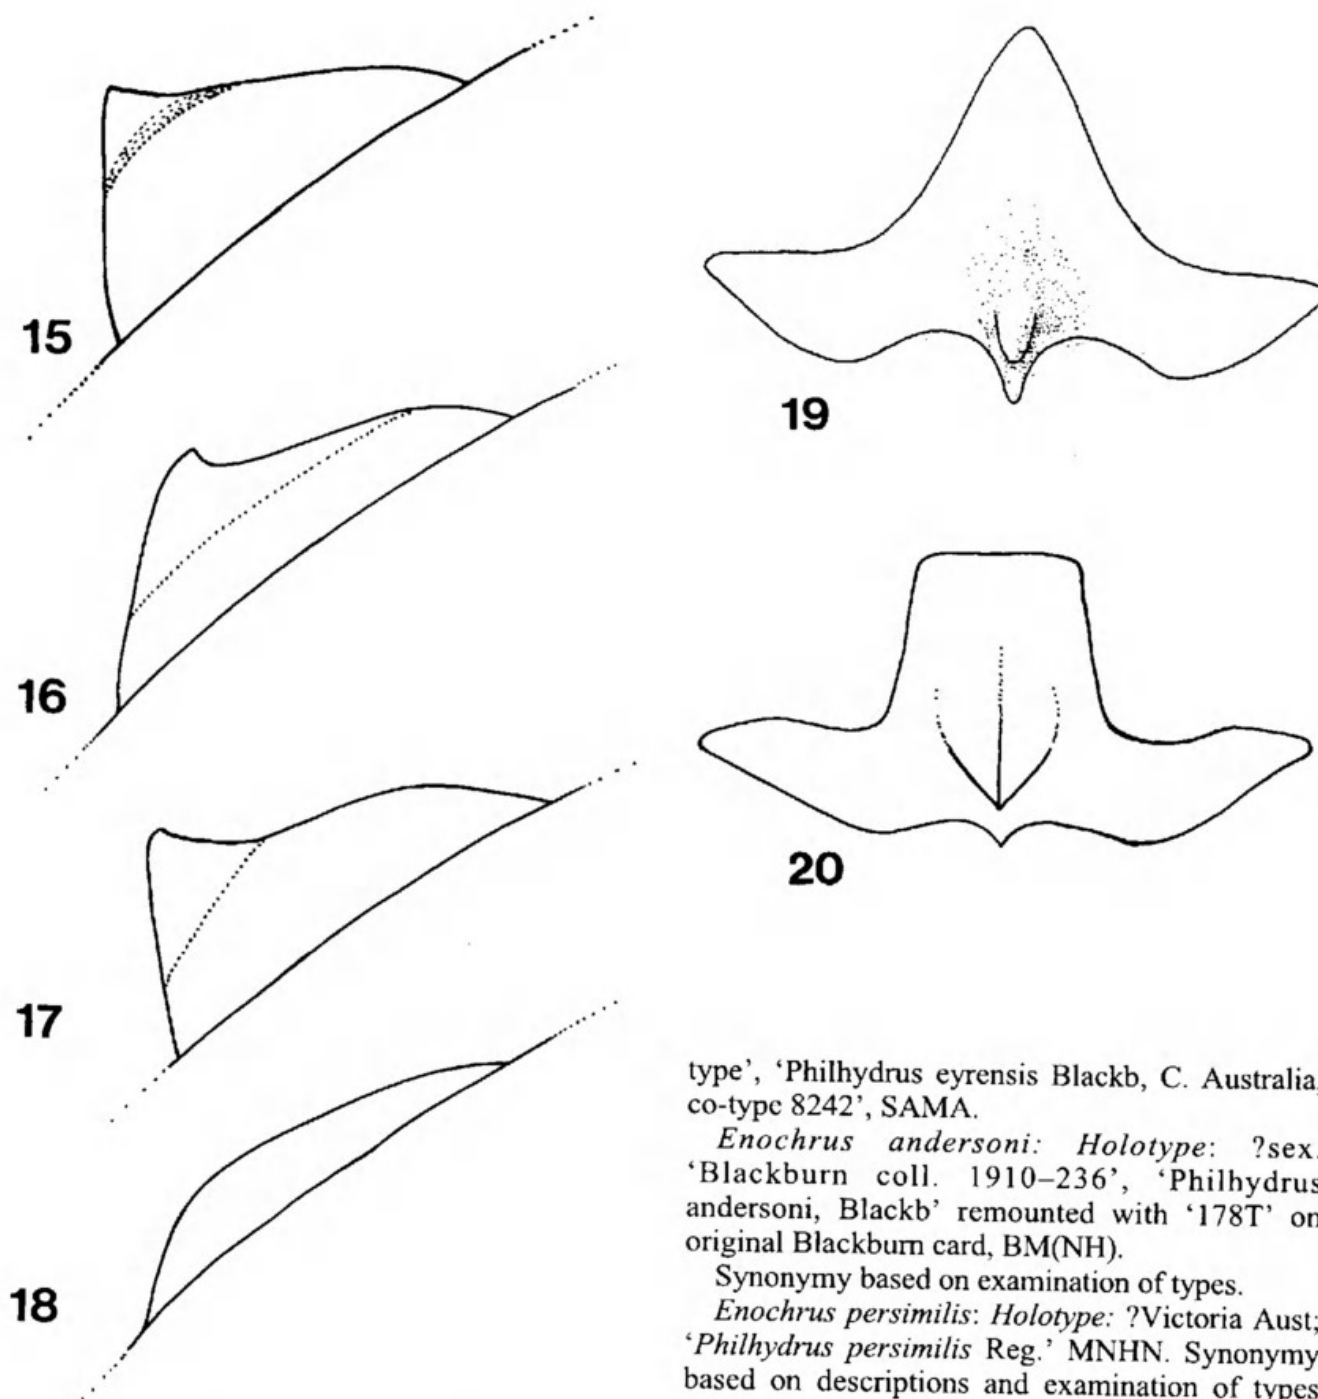 15
16
17
18
19
20
type’, ‘Philhydrus eyrensis Blackb, C. Australia,
co-type 8242’, SAMA.
Enochrus andersoni: Holotype: ?sex.
‘Blackburn coll. 1910–236’, ‘Philhydrus
andersoni, Blackb’ remounted with ‘178T’ on
original Blackburn card, BM(NH).
Synonymy based on examination of types.
Enochrus persimilis: Holotype: ?Victoria Aust;
‘Philhydrus persimilis Reg.’ MNHN. Synonymy
based on descriptions and examination of types